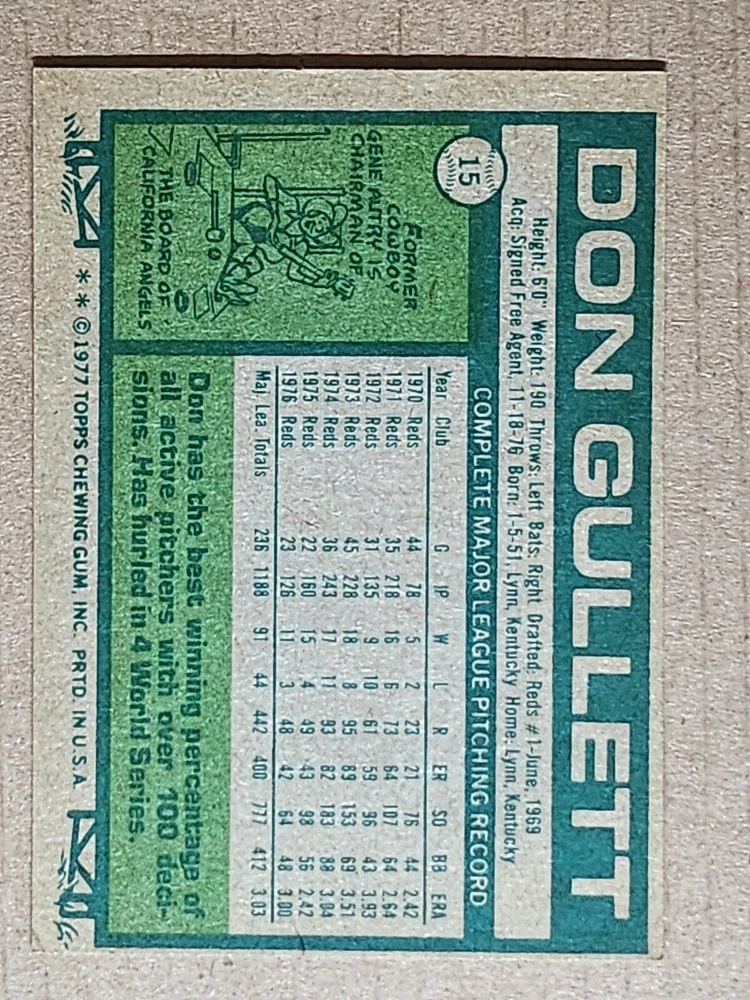 15
DON GULLETT
Height: 6'0" Weight: 190 Throws: Left Bats: Right Drafted: Reds #1-June, 1969
Acq: Signed Free Agent, 11-18-76 Born: 1-5-51, Lynn, Kentucky Home: Lynn, Kentucky
COMPLETE MAJOR LEAGUE PITCHING RECORD
Year Club G IP W L R ER SO BB ERA
1970 Reds 44 78 5 2 23 21 76 44 2.42
1971 Reds 35 218 16 6 73 64 107 64 2.64
1972 Reds 31 135 9 10 61 59 96 43 3.93
1973 Reds 45 228 18 8 95 89 153 69 3.51
1974 Reds 36 243 17 11 93 82 183 88 3.04
1975 Reds 22 160 15 4 49 43 98 56 2.42
1976 Reds 23 126 11 3 48 42 64 48 3.00
Maj. Lea. Totals 236 1188 91 44 442 400 777 412 3.03
FORMER
COWBOY
GENE AUTRY IS
CHAIRMAN OF
THE BOARD OF
CALIFORNIA ANGELS
Don has the best winning percentage of
all active pitchers with over 100 deci-
sions. Has hurled in 4 World Series.
* * © 1977 TOPPS CHEWING GUM, INC. PRTD. IN U.S.A.